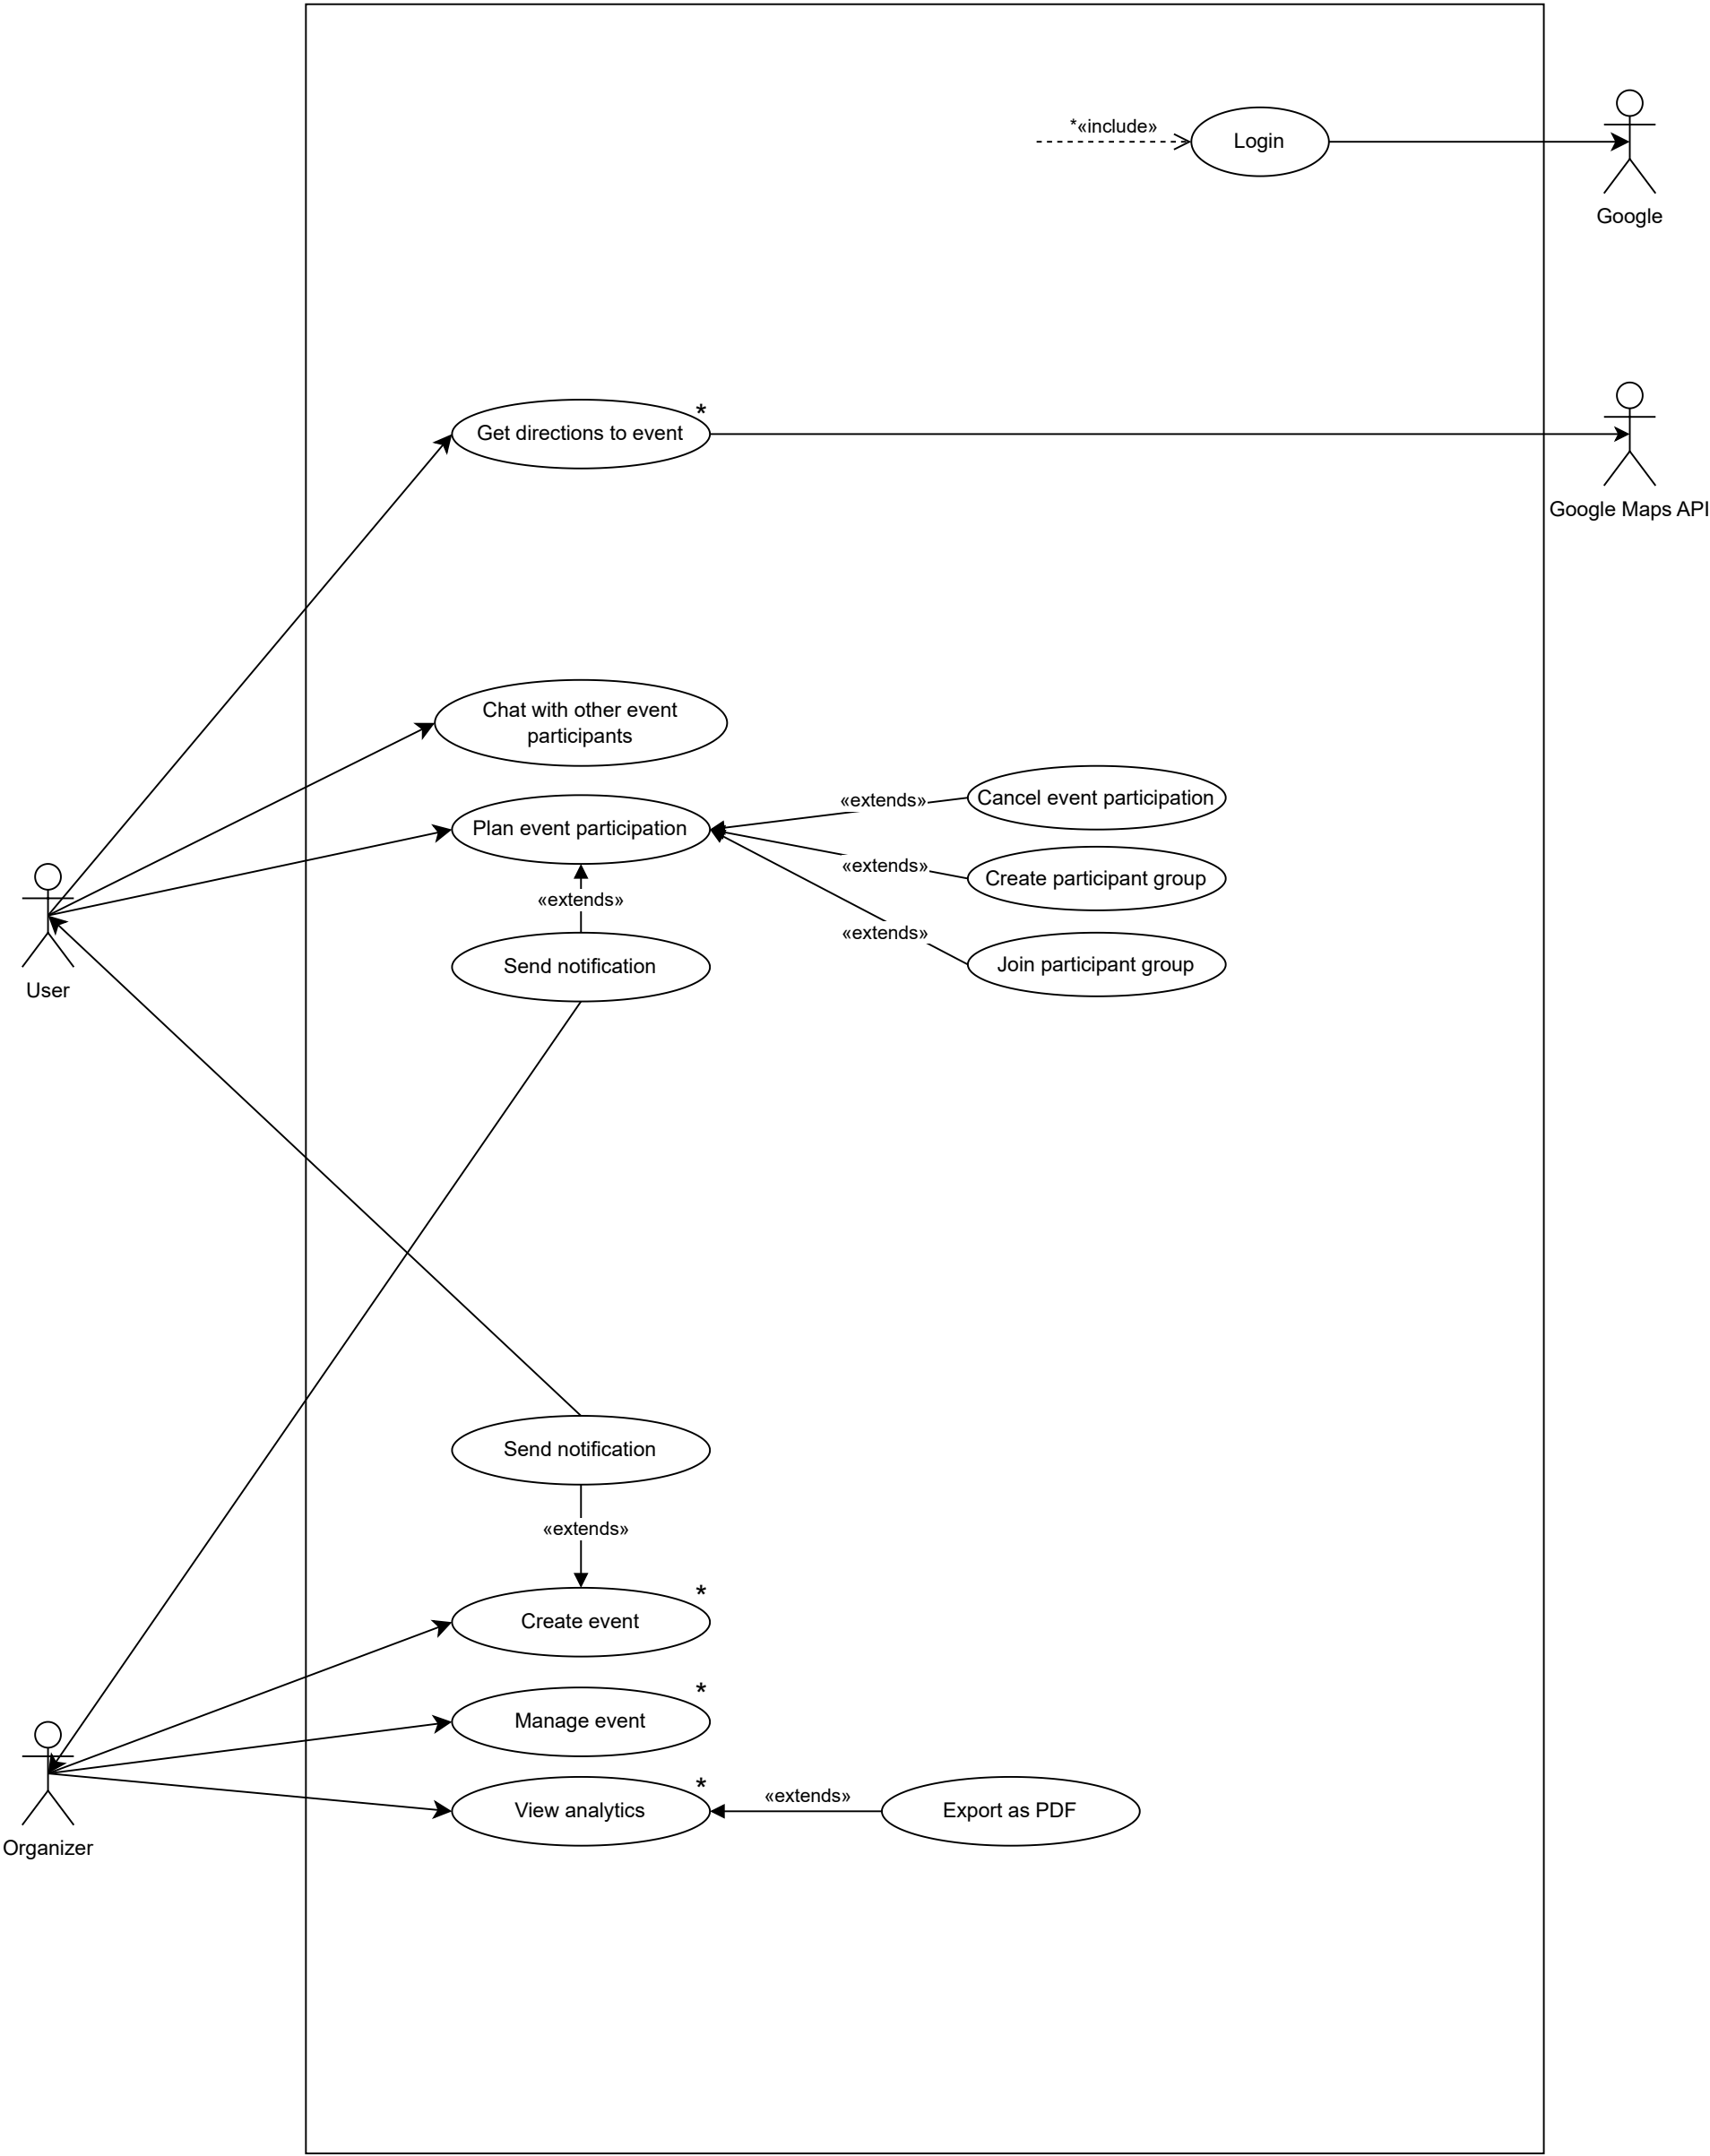 *«include»
Login
Google
*
Get directions to event
Google Maps API
Chat with other event
participants
Cancel event participation
«extends»
Plan event participation
«extends»
Create participant group
«extends»
«extends»
Join participant group
Send notification
User
Send notification
«extends»
*
Create event
*
Manage event
*
«extends»
View analytics
Export as PDF
Organizer